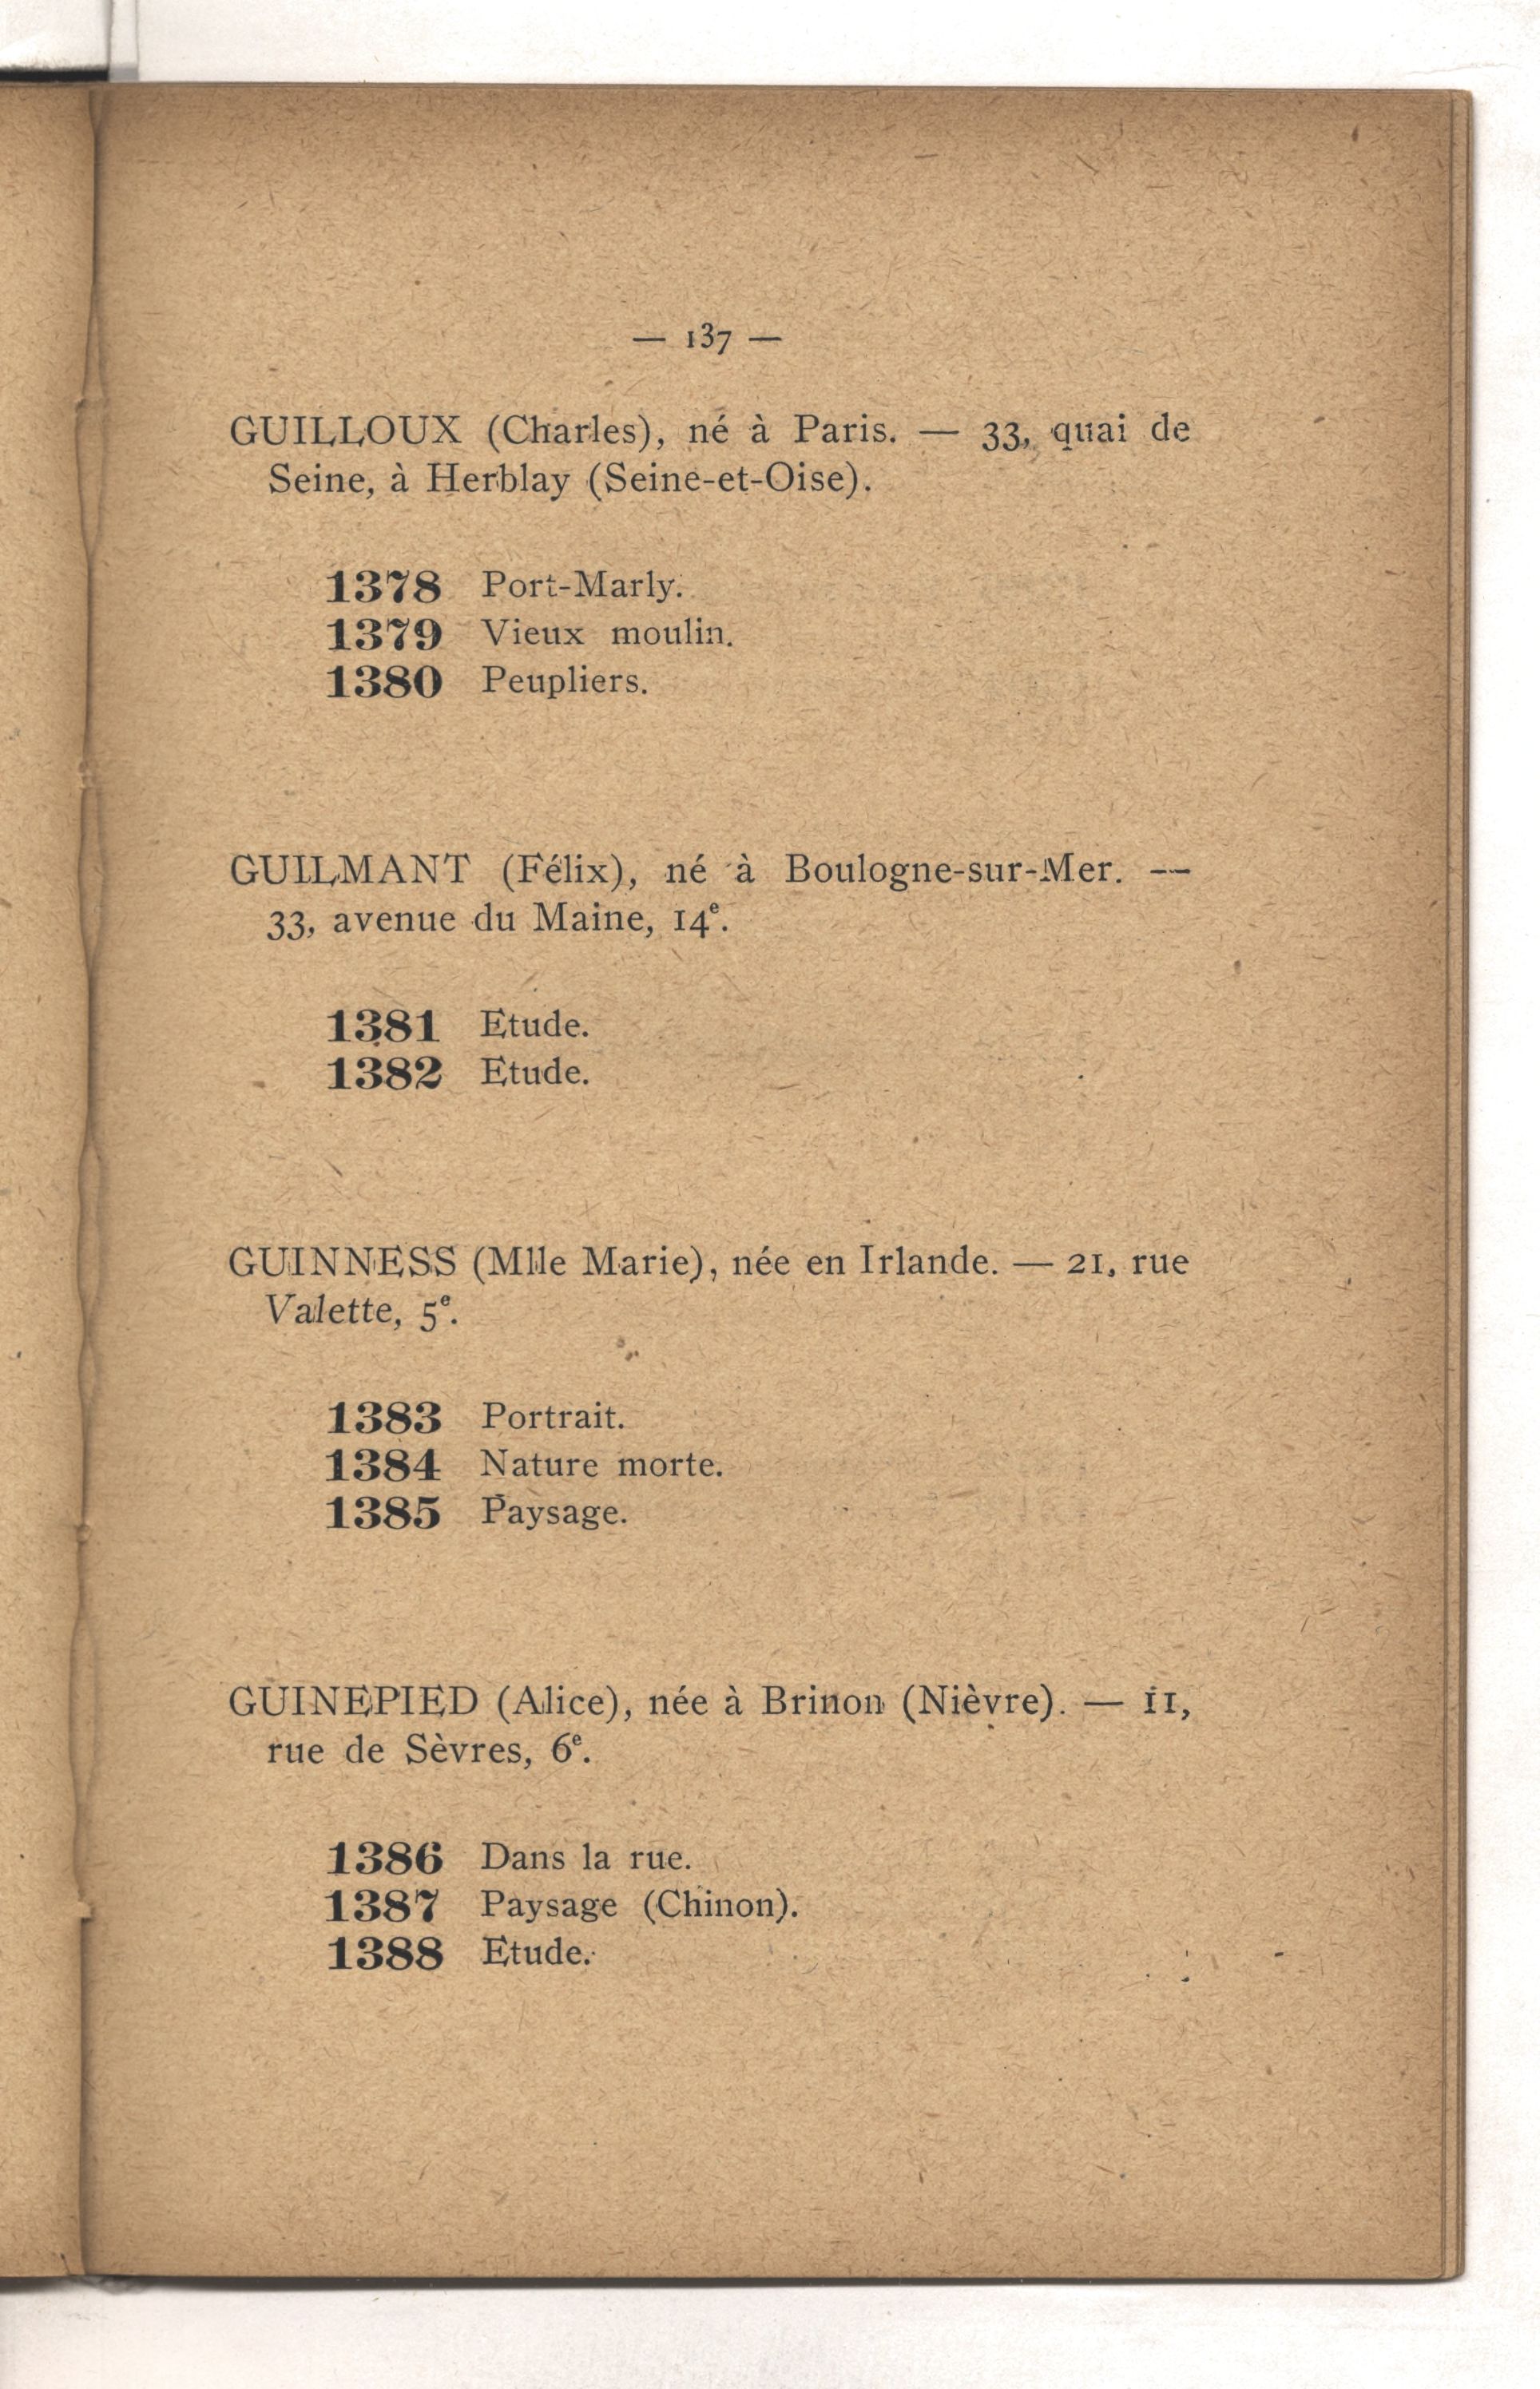 — 137 —
GUILLOUX (Charles), né à Paris. — 33, quai de
Seine, à Herblay (Seine-et-Oise).
1378 Port-Marly.
1379 Vieux moulin.
1380 Peupliers.
GUILMANT (Félix), né à Boulogne-sur-Mer. —
33, avenue du Maine, 14e.
1381 Etude.
1382 Etude.
GUINNESS (Mlle Marie), née en Irlande. — 21, rue
Valette, 5e.
1383 Portrait.
1384 Nature morte.
1385 Paysage.
GUINEPIED (Alice), née à Brinon (Nièvre). — 11,
rue de Sèvres, 6e.
1386 Dans la rue.
1387 Paysage (Chinon).
1388 Etude.